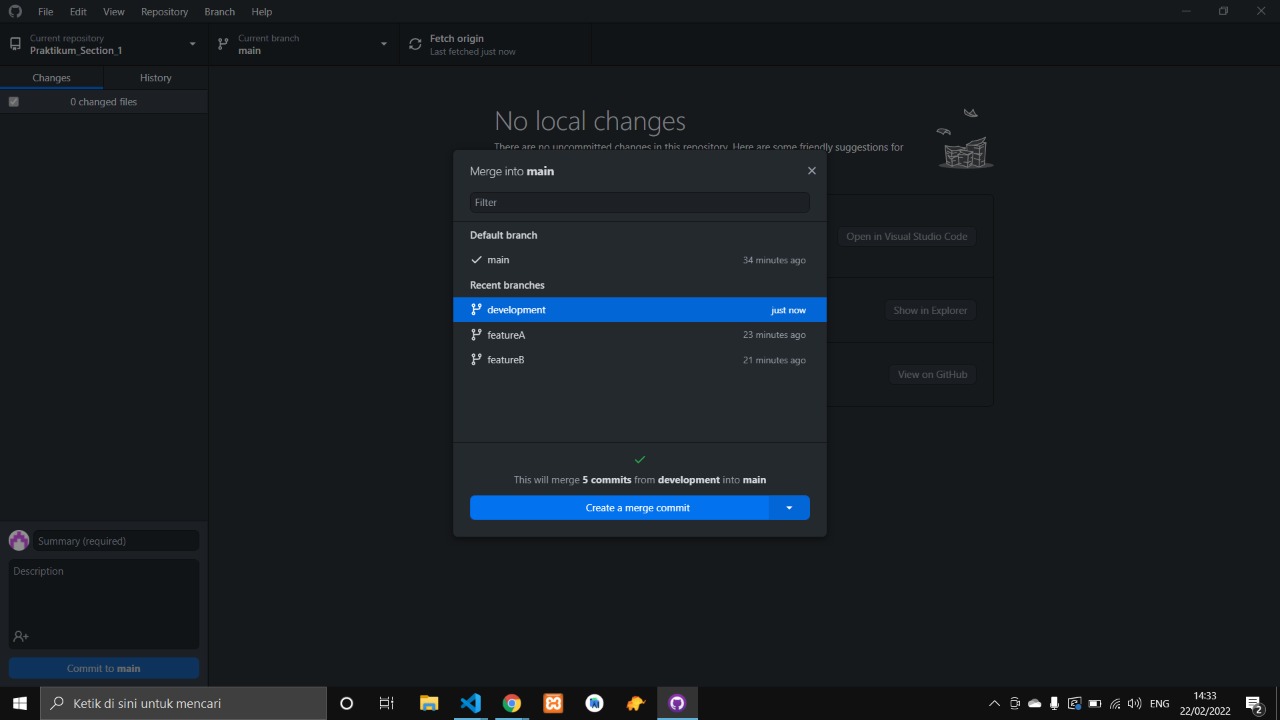 File Edit View Repository Branch Help
Current repository
Praktikum_Section_1
Current branch
main
Fetch origin
Last fetched just now
Changes History
0 changed files
No local changes
There are no uncommitted changes in this repository. Here are some friendly suggestions for
Merge into main
Filter
Default branch
main 34 minutes ago
Recent branches
development just now
featureA 23 minutes ago
featureB 21 minutes ago
Open in Visual Studio Code
Show in Explorer
View on GitHub
This will merge 5 commits from development into main
Create a merge commit
Summary (required)
Description
Commit to main
Ketik di sini untuk mencari
ENG
14:33
22/02/2022
2